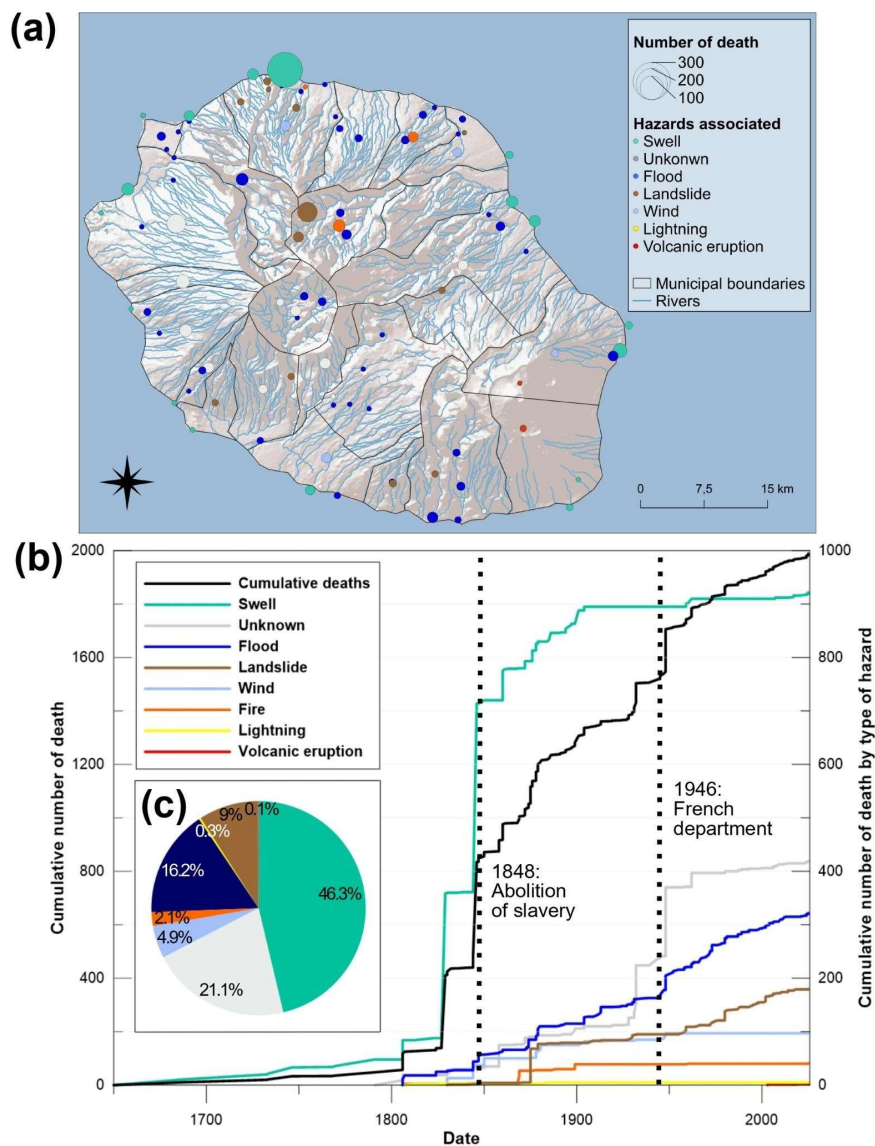 (a)
Number of death
300
200
100
Hazards associated
Swell
Unkonwn
Flood
Landslide
Wind
Lightning
Volcanic eruption
Municipal boundaries
Rivers
0 7,5 15 km
(b)
2000
1600
1200
800
400
0
Cumulative number of death
Cumulative deaths
Swell
Unknown
Flood
Landslide
Wind
Fire
Lightning
Volcanic eruption
(c)
0.1%
9%
0.3%
16.2%
46.3%
2.1%
4.9%
21.1%
1848:
Abolition
of slavery
1946:
French
department
1000
800
600
400
200
0
Cumulative number of death by type of hazard
1700 1800 1900 2000
Date